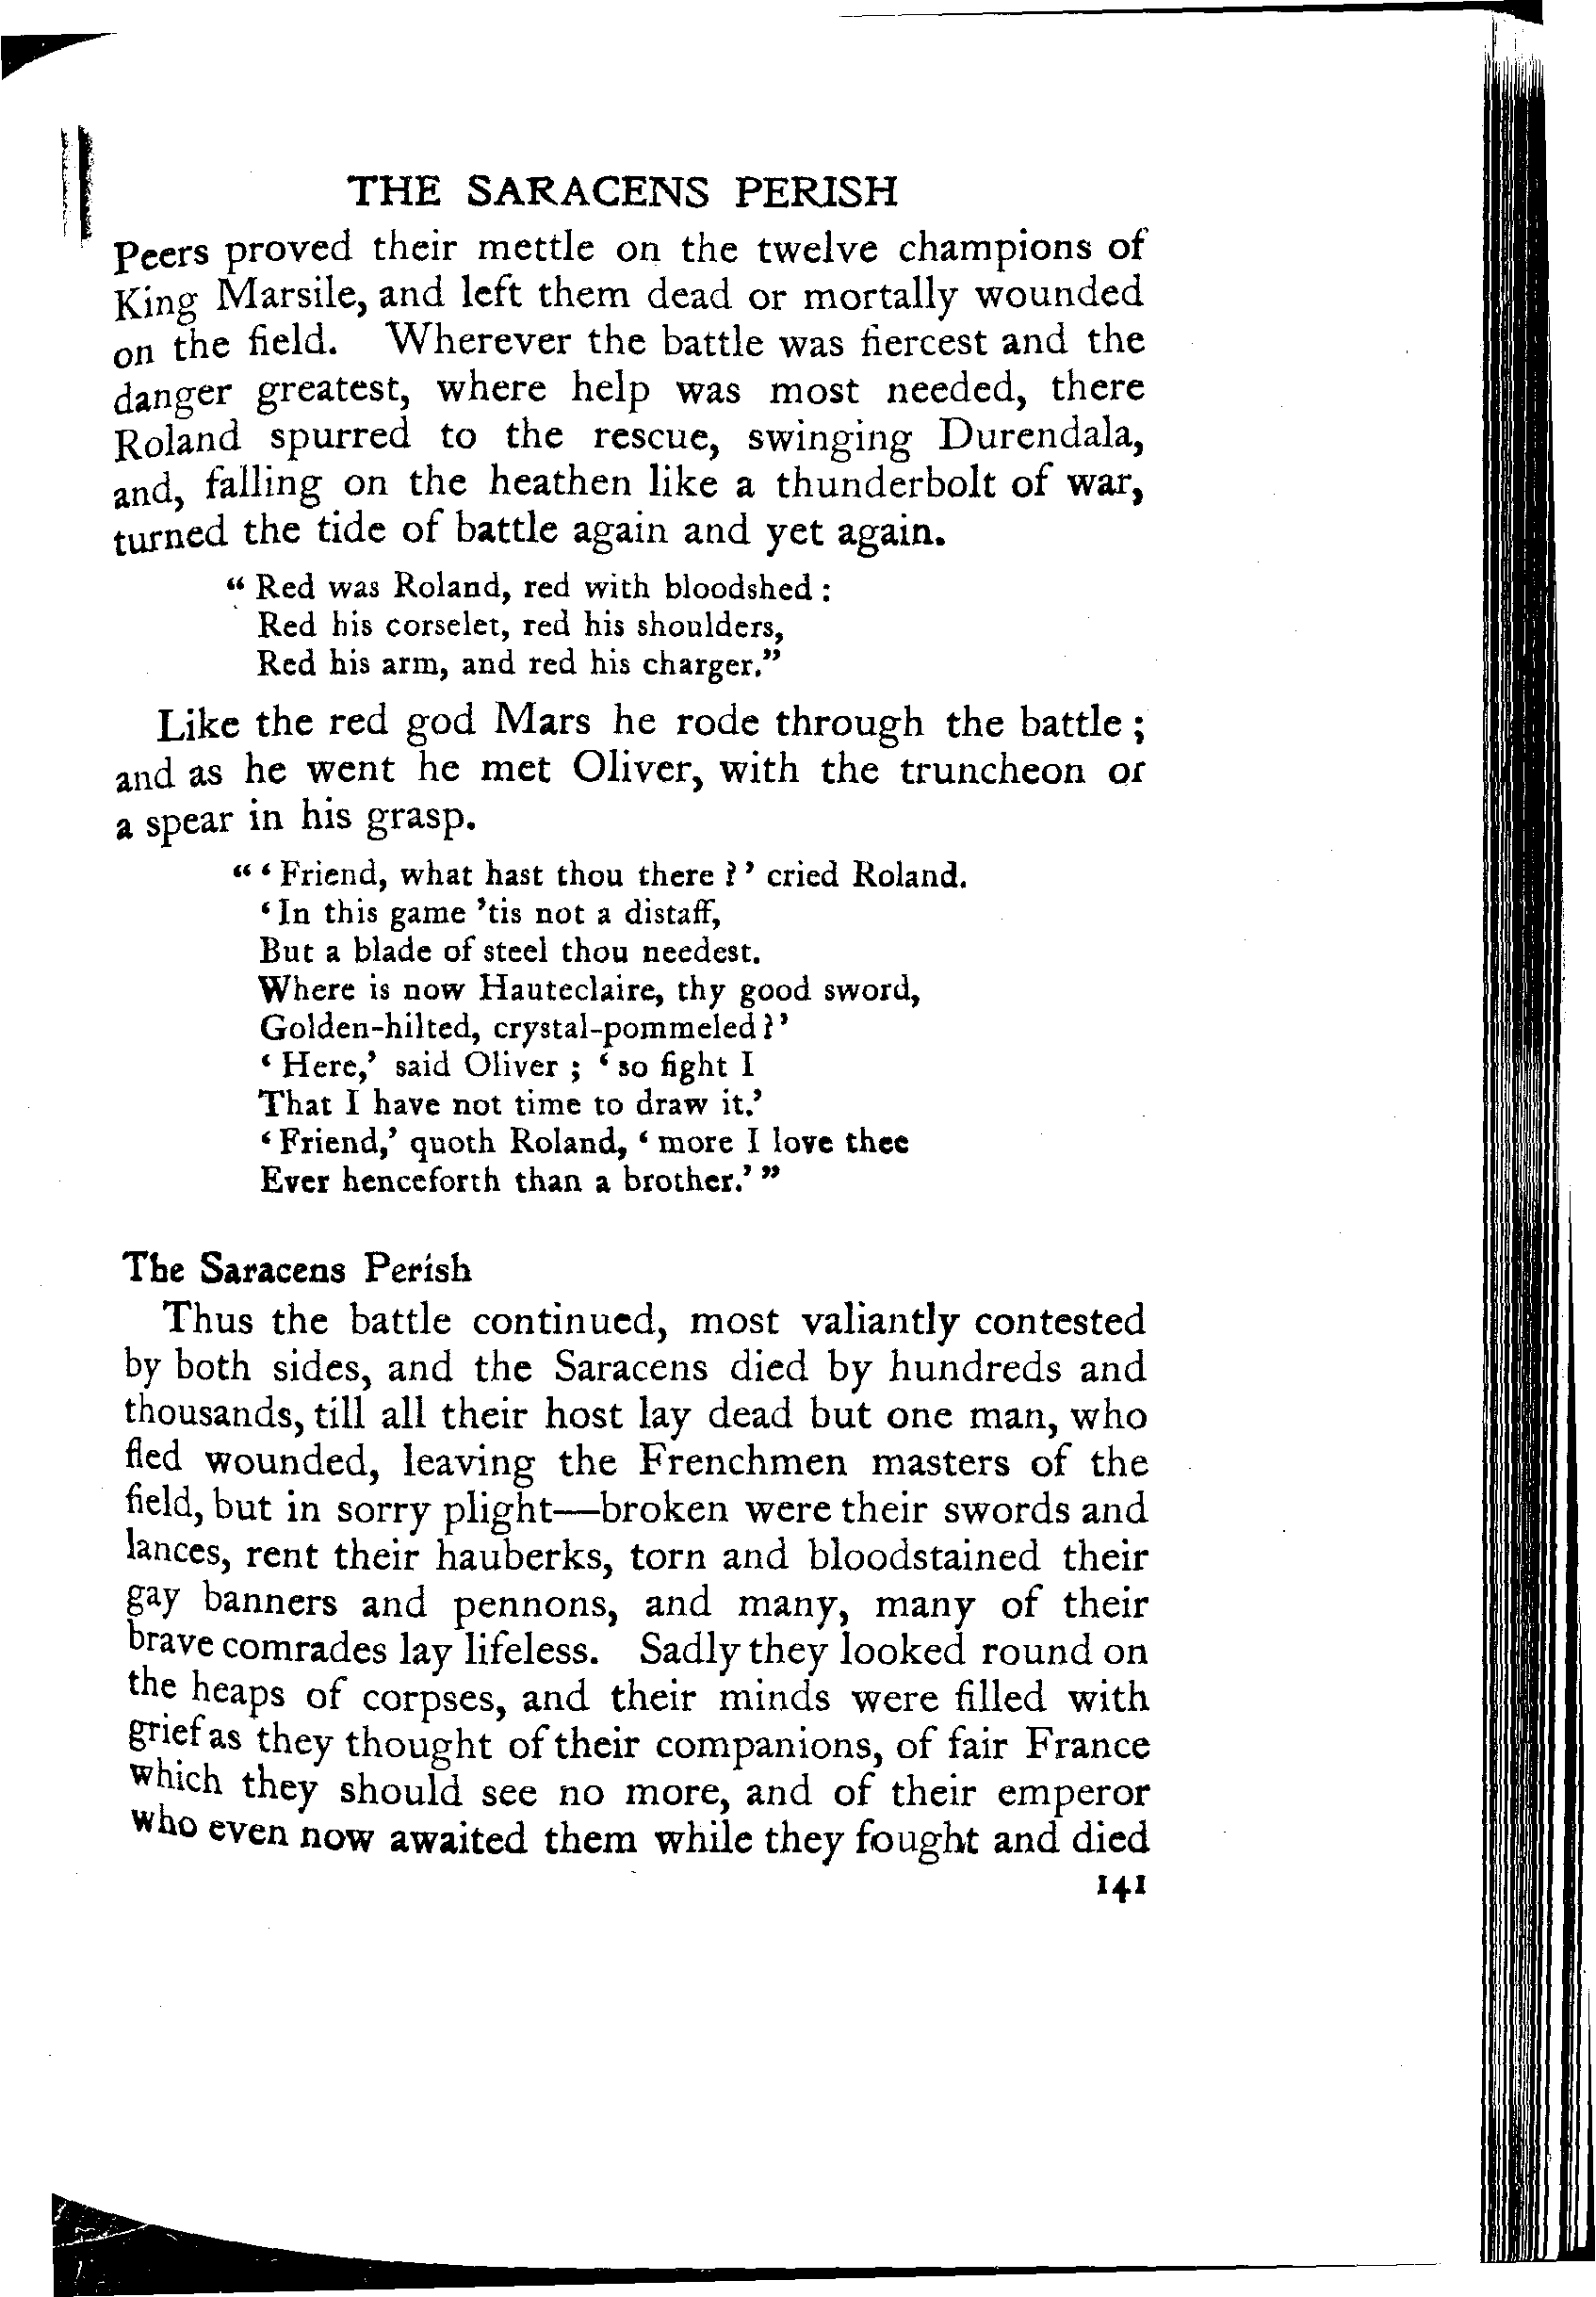 THE SARACENS PERISH
Peers proved their mettle on the twelve champions of
King Marsile, and left them dead or mortally wounded
on the field. Wherever the battle was fiercest and the
danger greatest, where help was most needed, there
Roland spurred to the rescue, swinging Durendala,
and, falling on the heathen like a thunderbolt of war,
turned the tide of battle again and yet again.
“ Red was Roland, red with bloodshed :
Red his corselet, red his shoulders,
Red his arm, and red his charger.”
Like the red god Mars he rode through the battle ;
and as he went he met Oliver, with the truncheon of
a spear in his grasp.
“ ‘ Friend, what hast thou there ? ’ cried Roland.
‘ In this game ’tis not a distaff,
But a blade of steel thou needest.
Where is now Hauteclaire, thy good sword,
Golden-hilted, crystal-pommeled ? ’
‘ Here,’ said Oliver ; ‘ so fight I
That I have not time to draw it.’
‘ Friend,’ quoth Roland, ‘ more I love thee
Ever henceforth than a brother.’ ”
The Saracens Perish
Thus the battle continued, most valiantly contested
by both sides, and the Saracens died by hundreds and
thousands, till all their host lay dead but one man, who
fled wounded, leaving the Frenchmen masters of the
field, but in sorry plight—broken were their swords and
lances, rent their hauberks, torn and bloodstained their
gay banners and pennons, and many, many of their
brave comrades lay lifeless. Sadly they looked round on
the heaps of corpses, and their minds were filled with
grief as they thought of their companions, of fair France
which they should see no more, and of their emperor
who even now awaited them while they fought and died
141